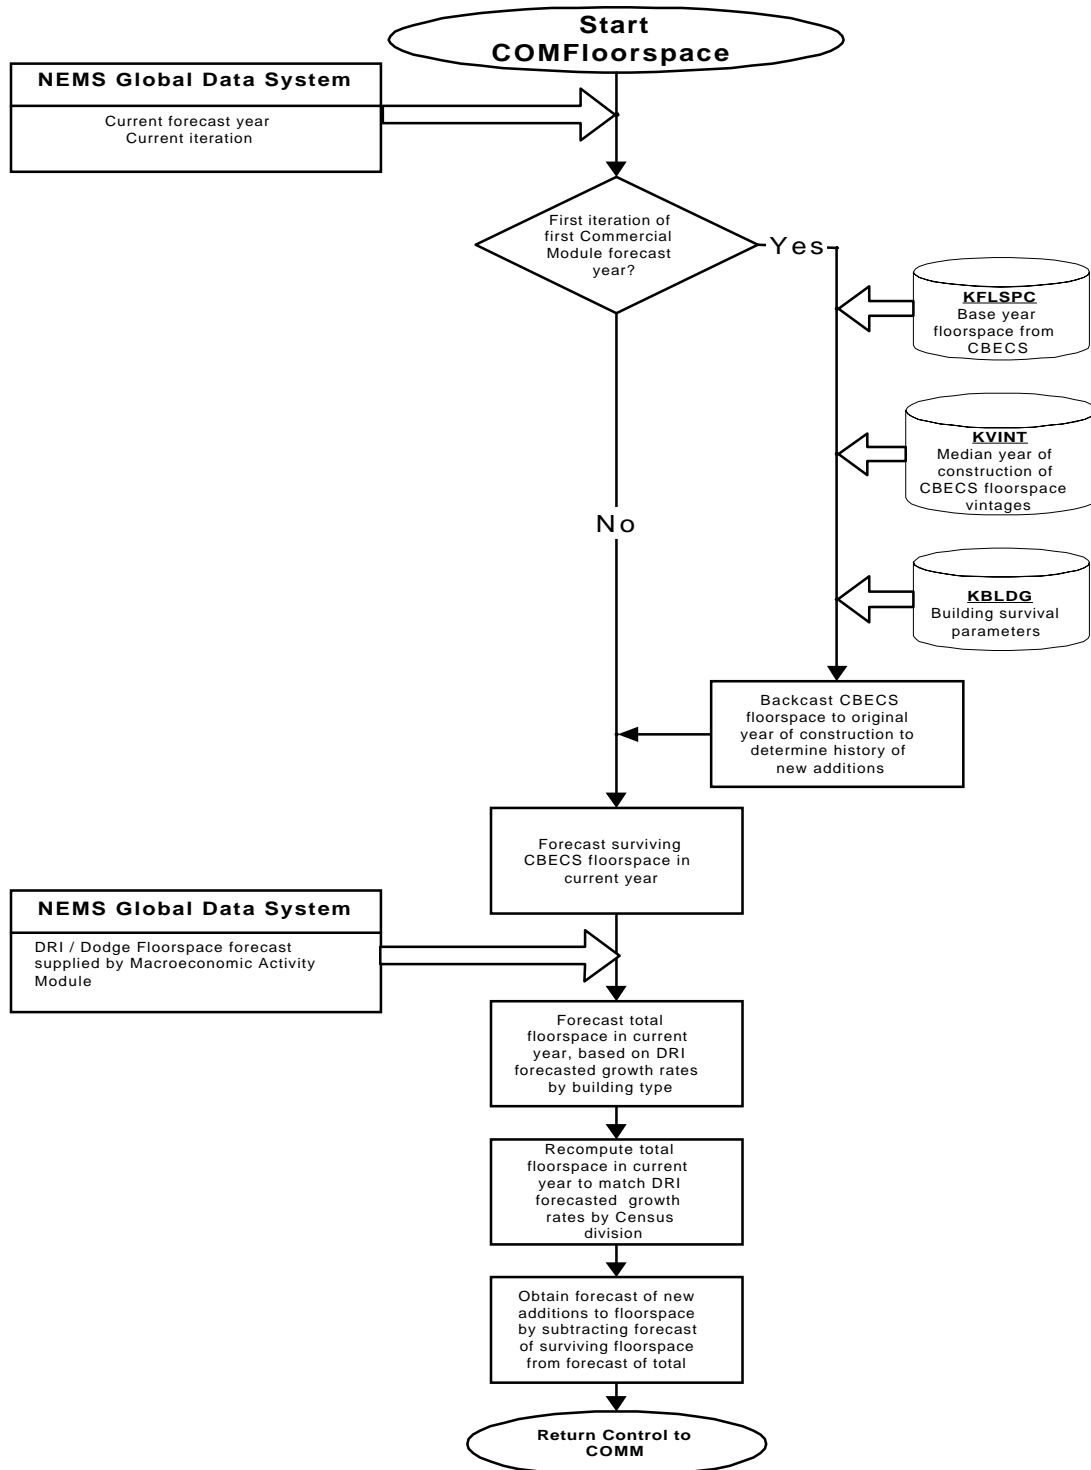 Start
COMFloorspace
NEMS Global Data System
Current forecast year
Current iteration
First iteration of
first Commercial
Module forecast
year?
Yes
KFLSPC
Base year
floorspace from
CBECS
KVINT
Median year of
construction of
CBECS floorspace
vintages
No
KBLDG
Building survival
parameters
Backcast CBECS
floorspace to original
year of construction to
determine history of
new additions
Forecast surviving
CBECS floorspace in
current year
NEMS Global Data System
DRI / Dodge Floorspace forecast
supplied by Macroeconomic Activity
Module
Forecast total
floorspace in current
year, based on DRI
forecasted growth rates
by building type
Recompute total
floorspace in current
year to match DRI
forecasted growth
rates by Census
division
Obtain forecast of new
additions to floorspace
by subtracting forecast
of surviving floorspace
from forecast of total
Return Control to
COMM